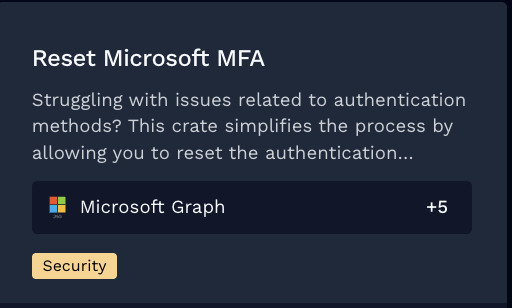 Reset Microsoft MFA
Struggling with issues related to authentication
methods? This crate simplifies the process by
allowing you to reset the authentication...
Microsoft Graph
+5
Security